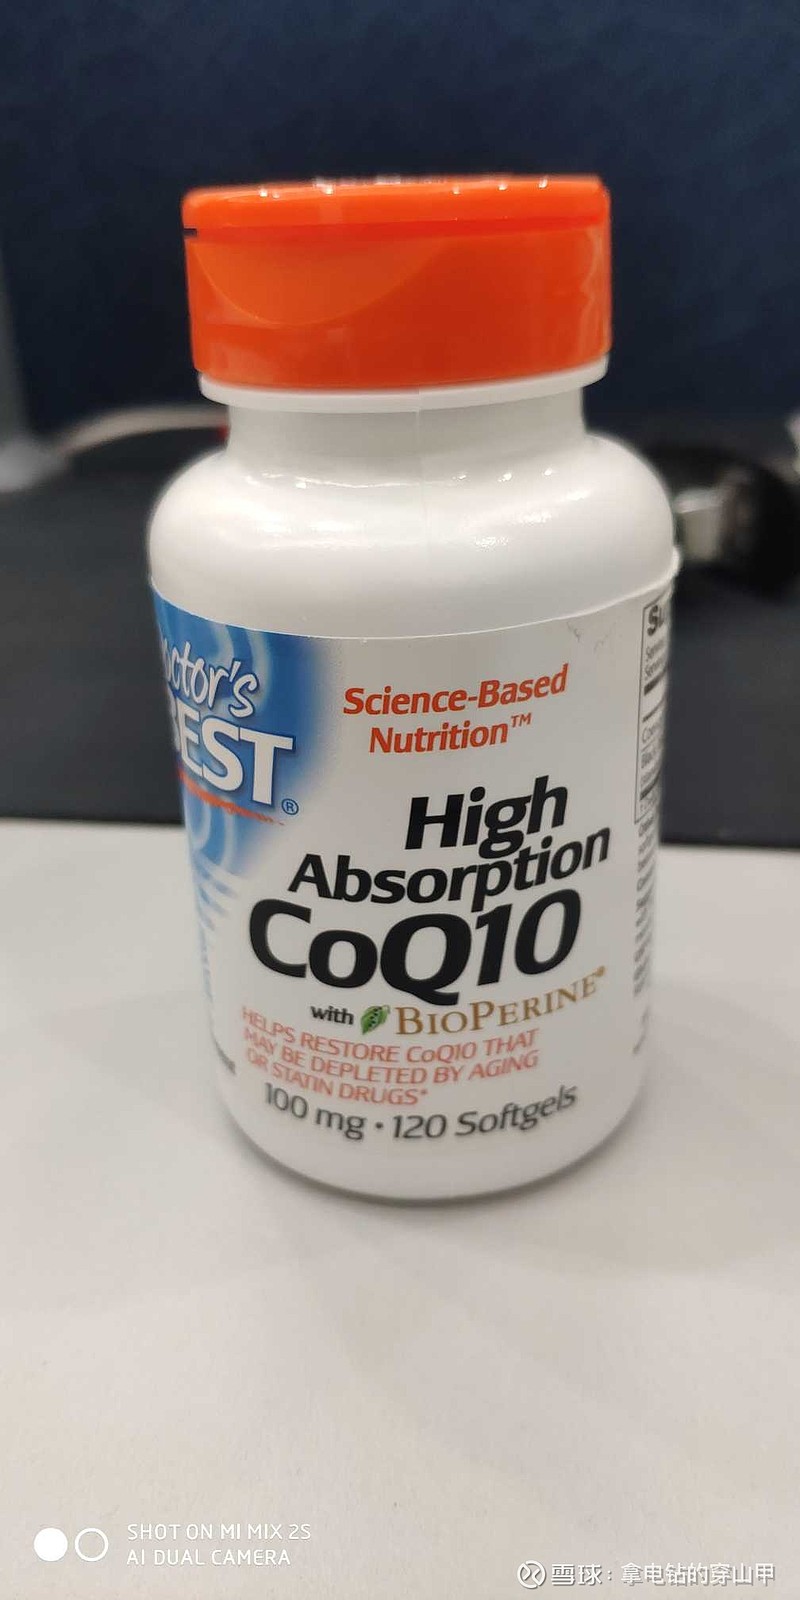 Doctor's
BEST®
Science-Based
Nutrition™
High
Absorption
CoQ10
with BIOPERINE®
HELPS RESTORE CoQ10 THAT
MAY BE DEPLETED BY AGING
OR STATIN DRUGS*
100 mg • 120 Softgels
SHOT ON MI MIX 2S
AI DUAL CAMERA
雪球：拿电钻的穿山甲